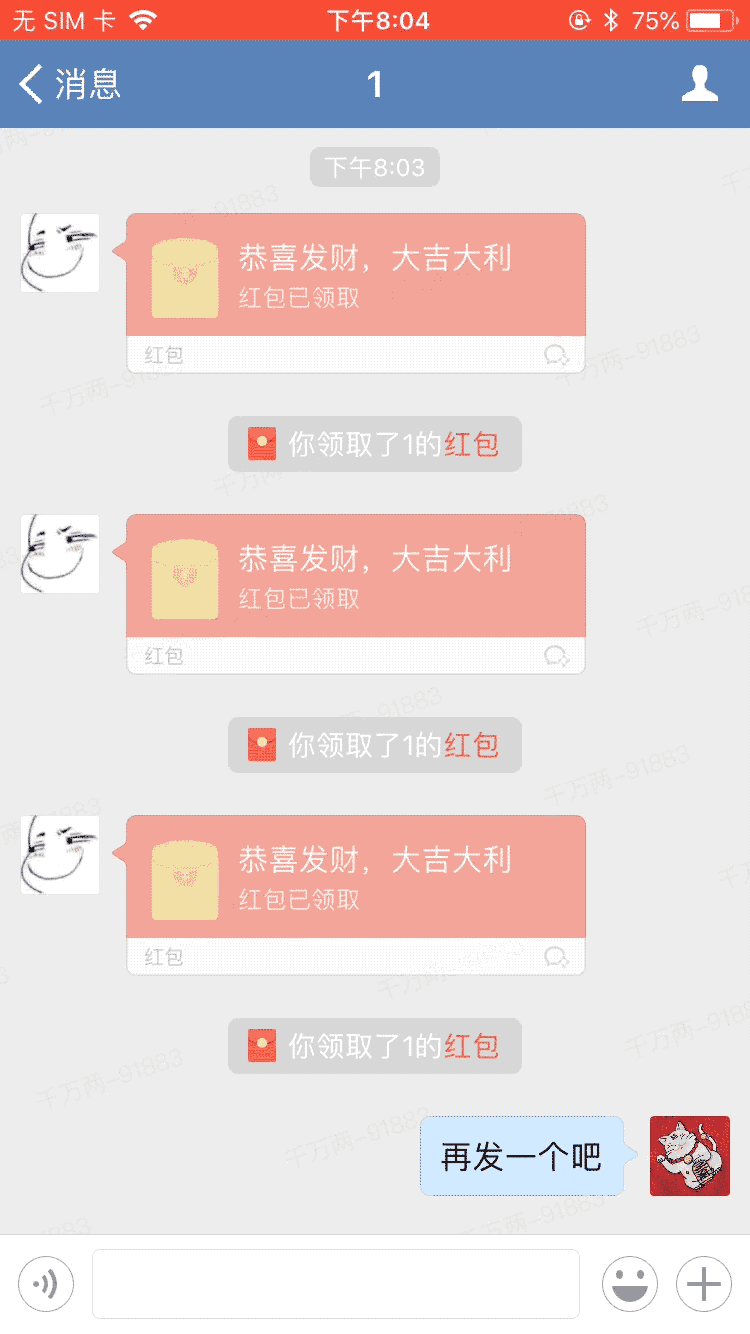 无 SIM 卡 下午8:04 75%
消息 1
下午8:03
恭喜发财，大吉大利
红包已领取
红包
你领取了1的红包
恭喜发财，大吉大利
红包已领取
红包
你领取了1的红包
恭喜发财，大吉大利
红包已领取
红包
你领取了1的红包
再发一个吧
千万两-91883